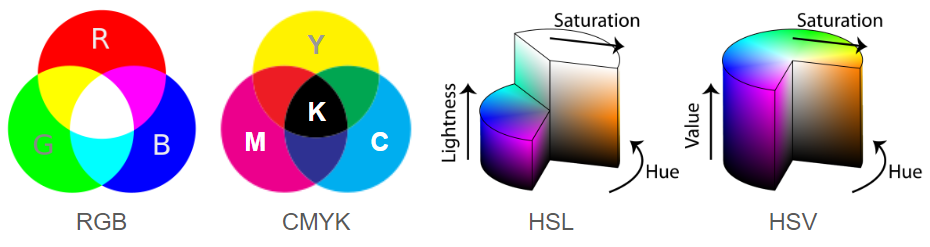 R
G
B
RGB
Y
M
K
C
CMYK
Saturation
Lightness
Hue
HSL
Saturation
Value
Hue
HSV